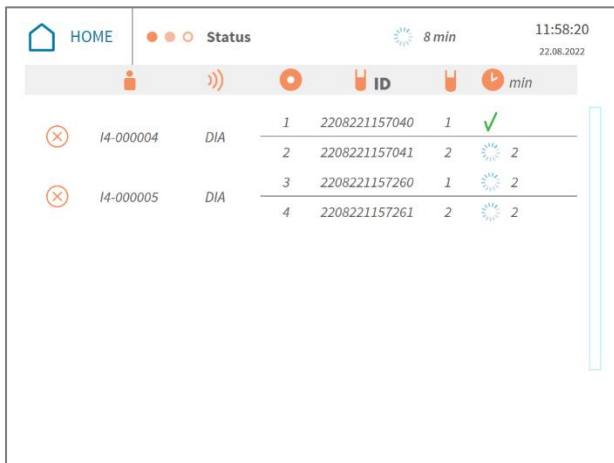 HOME Status 8 min 11:58:20
22.08.2022
ID min
1 2208221157040 1
I4-000004 DIA
2 2208221157041 2 2
3 2208221157260 1 2
I4-000005 DIA
4 2208221157261 2 2